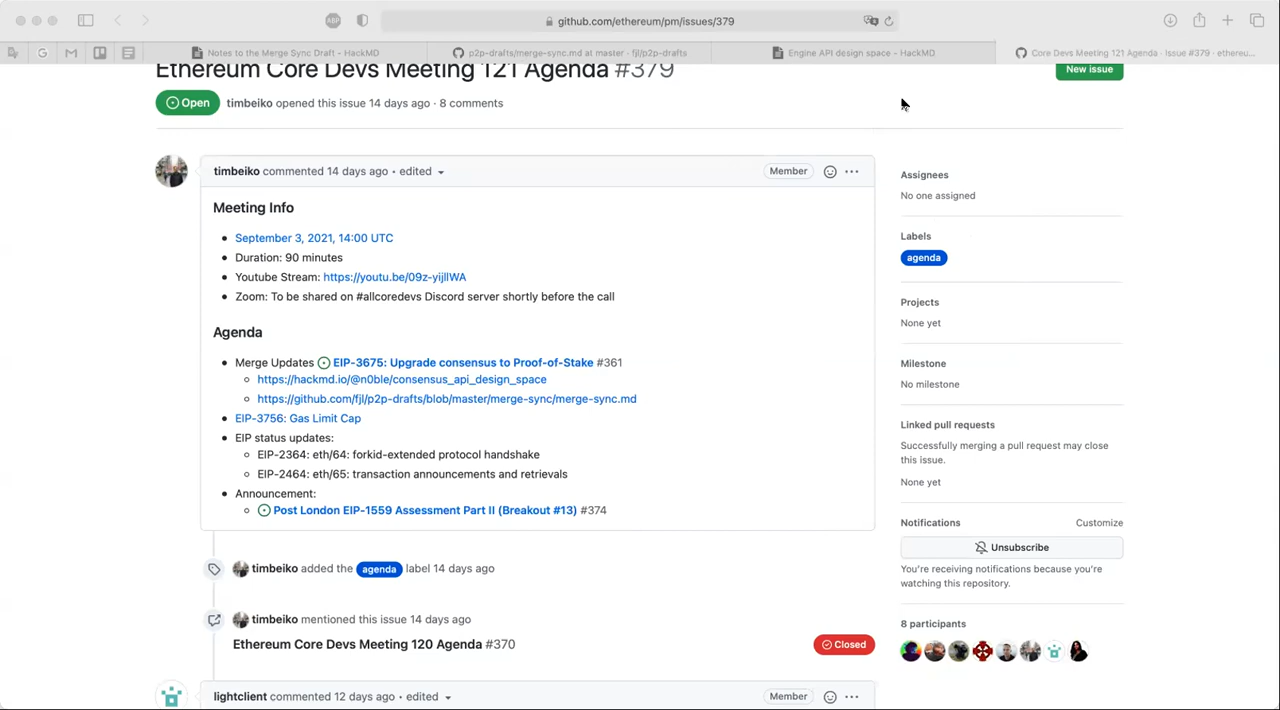 ABP
github.com/ethereum/pm/issues/379
G
Notes to the Merge Sync Draft - HackMD
p2p-drafts/merge-sync.md at master · fjl/p2p-drafts
Engine API design space - HackMD
Core Devs Meeting 121 Agenda · Issue #379 · ethereu...
Ethereum Core Devs Meeting 121 Agenda #379
New issue
Open
timbeiko opened this issue 14 days ago · 8 comments
timbeiko commented 14 days ago • edited
Member
Meeting Info
September 3, 2021, 14:00 UTC
Duration: 90 minutes
Youtube Stream: https://youtu.be/09z-yijllWA
Zoom: To be shared on #allcoredevs Discord server shortly before the call
Agenda
Merge Updates EIP-3675: Upgrade consensus to Proof-of-Stake #361
https://hackmd.io/@n0ble/consensus_api_design_space
https://github.com/fjl/p2p-drafts/blob/master/merge-sync/merge-sync.md
EIP-3756: Gas Limit Cap
EIP status updates:
EIP-2364: eth/64: forkid-extended protocol handshake
EIP-2464: eth/65: transaction announcements and retrievals
Announcement:
Post London EIP-1559 Assessment Part II (Breakout #13) #374
timbeiko added the agenda label 14 days ago
timbeiko mentioned this issue 14 days ago
Ethereum Core Devs Meeting 120 Agenda #370
Closed
lightclient commented 12 days ago • edited
Member
Assignees
No one assigned
Labels
agenda
Projects
None yet
Milestone
No milestone
Linked pull requests
Successfully merging a pull request may close
this issue.
None yet
Notifications
Customize
Unsubscribe
You're receiving notifications because you're
watching this repository.
8 participants